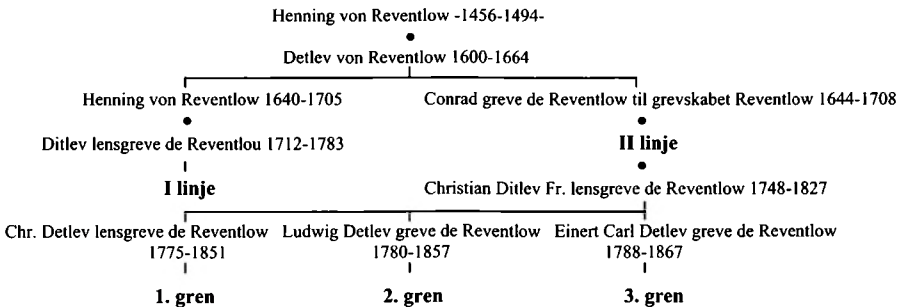 Henning von Reventlow -1456-1494-
Detlev von Reventlow 1600-1664
Henning von Reventlow 1640-1705
Conrad greve de Reventlow til grevskabet Reventlow 1644-1708
Ditlev lensgreve de Reventlou 1712-1783
II linje
I linje
Christian Ditlev Fr. lensgreve de Reventlow 1748-1827
Chr. Detlev lensgreve de Reventlow
1775-1851
Ludwig Detlev greve de Reventlow
1780-1857
Einert Carl Detlev greve de Reventlow
1788-1867
1. gren
2. gren
3. gren